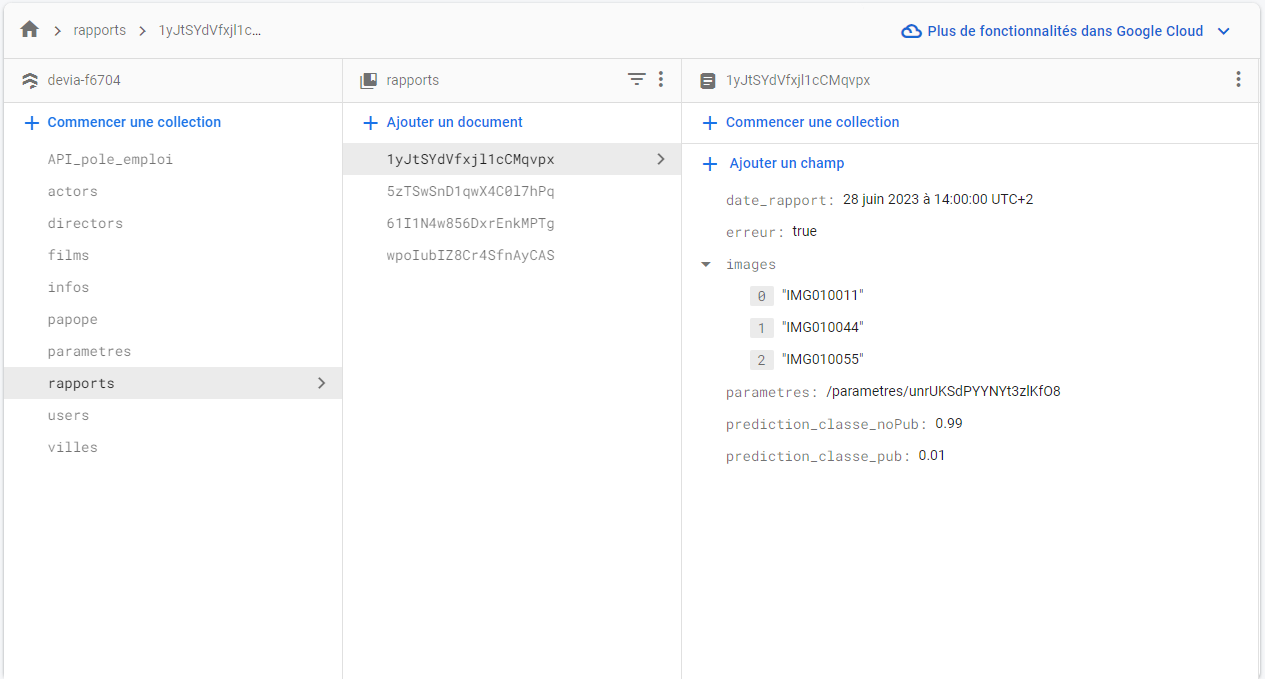 rapports
1yJtSYdVfxjl1c...
Plus de fonctionnalités dans Google Cloud
devia-f6704
Commencer une collection
API_pole_emploi
actors
directors
films
infos
papope
parametres
rapports
users
villes
rapports
Ajouter un document
1yJtSYdVfxjl1cCMqvpx
5zTSwSnD1qwX4C0l7hPq
61I1N4w856DxrEnkMPTg
wpoIubIZ8Cr4SfnAyCAS
1yJtSYdVfxjl1cCMqvpx
Commencer une collection
Ajouter un champ
date_rapport: 28 juin 2023 à 14:00:00 UTC+2
erreur: true
images
0 "IMG010011"
1 "IMG010044"
2 "IMG010055"
parametres: /parametres/unrUKSdPYYNYt3zlKfO8
prediction_classe_noPub: 0.99
prediction_classe_pub: 0.01